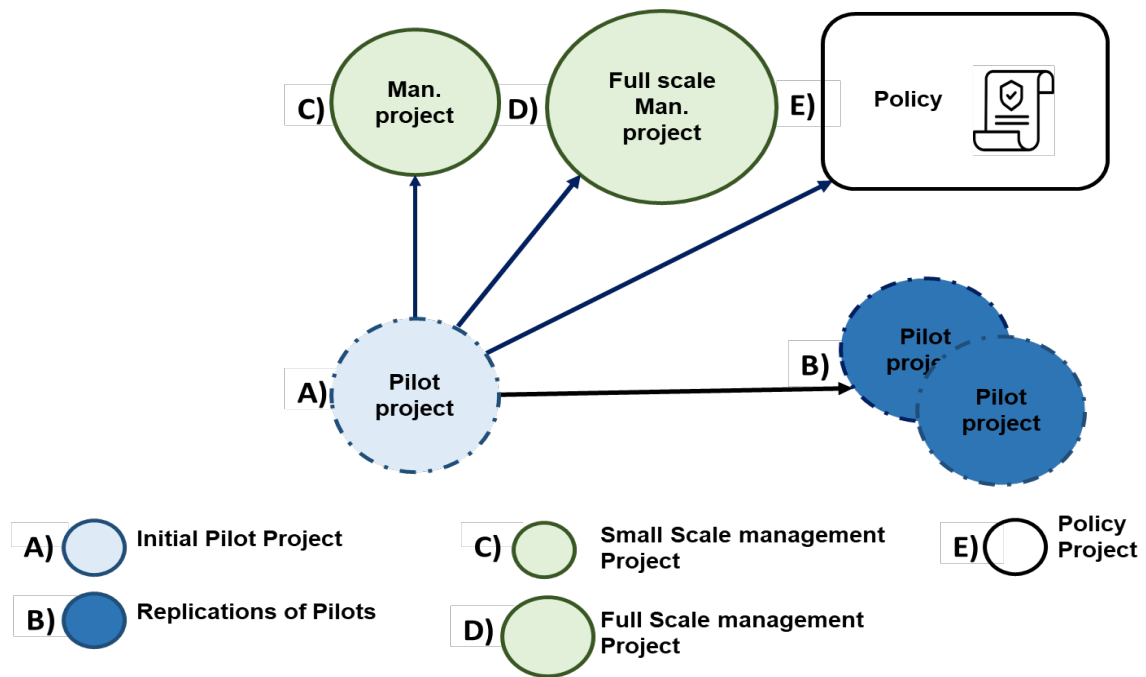 C)
Man.
project
D)
Full scale
Man.
project
E)
Policy
A)
Pilot
project
B)
Pilot
project
Pilot
project
A)
Initial Pilot Project
B)
Replications of Pilots
C)
Small Scale management
Project
D)
Full Scale management
Project
E)
Policy
Project